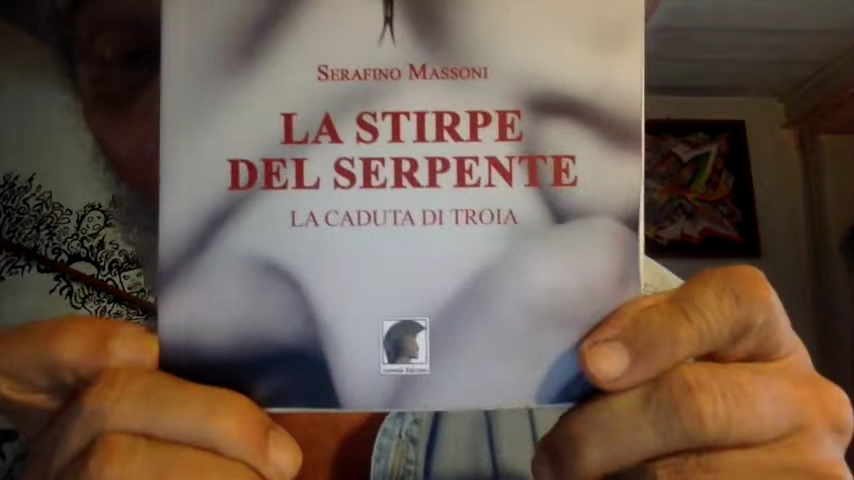 SERAFINO MASSONI
LA STIRPE
DEL SERPENTE
LA CADUTA DI TROIA